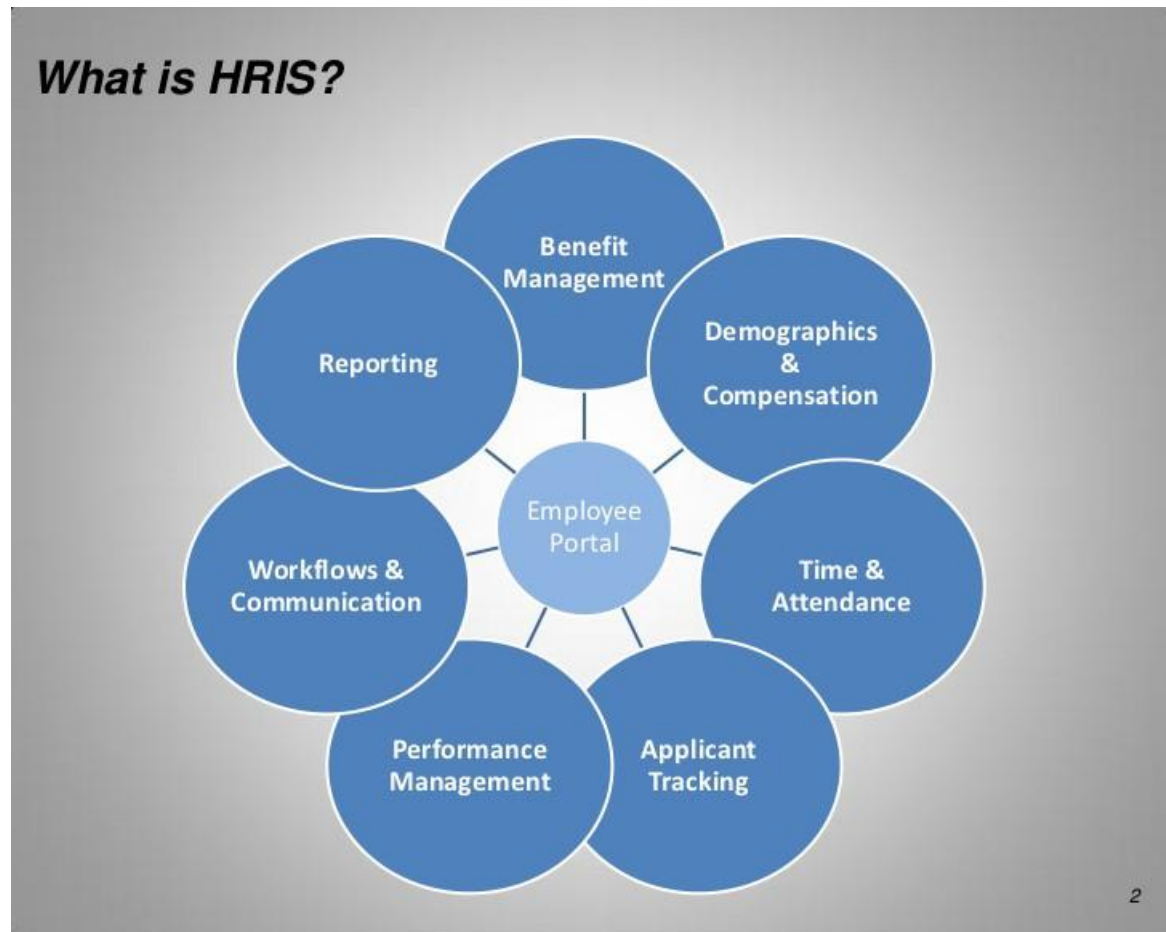 What is HRIS?
Benefit
Management
Demographics
&
Compensation
Time &
Attendance
Applicant
Tracking
Performance
Management
Workflows &
Communication
Reporting
Employee
Portal
2